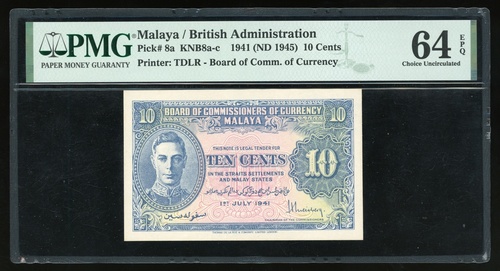 PMG
PAPER MONEY GUARANTY
Malaya / British Administration
Pick# 8a KNB8a-c 1941 (ND 1945) 10 Cents
Printer: TDLR - Board of Comm. of Currency
64 EPQ
Choice Uncirculated
10 BOARD OF COMMISSIONERS OF CURRENCY 10
MALAYA
THIS NOTE IS LEGAL TENDER FOR
TEN CENTS
10
IN THE STRAITS SETTLEMENTS
AND MALAY STATES
سڤوله سين
1ST JULY 1941